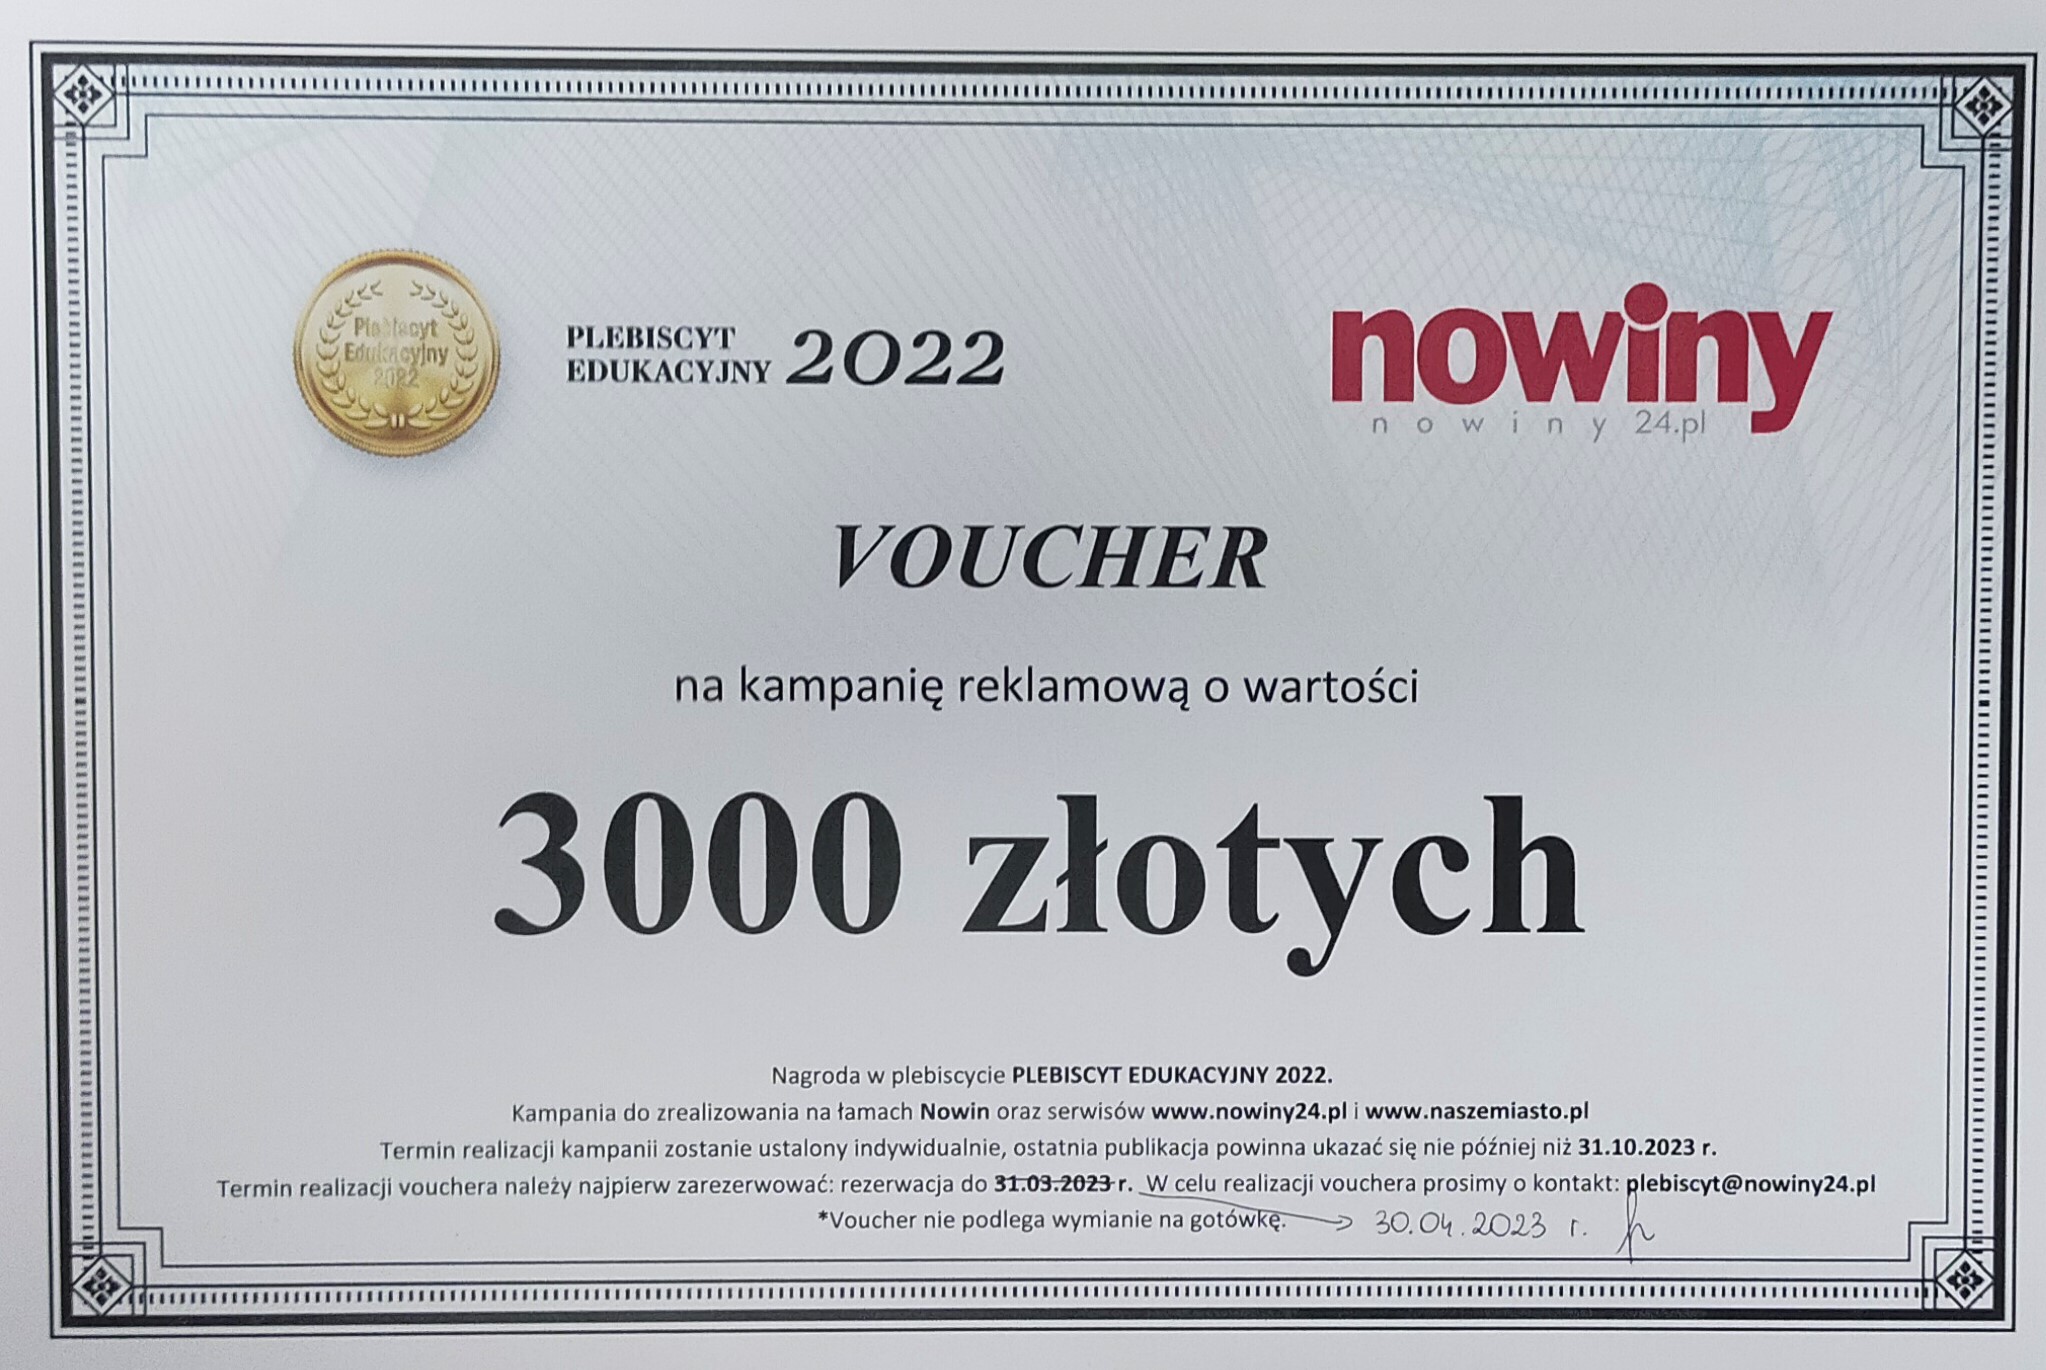 Plebiscyt
Edukacyjny
2022
PLEBISCYT
EDUKACYJNY 2022
nowiny
nowiny 24.pl
VOUCHER
na kampanię reklamową o wartości
3000 złotych
Nagroda w plebiscycie PLEBISCYT EDUKACYJNY 2022.
Kampania do zrealizowania na łamach Nowin oraz serwisów www.nowiny24.pl i www.naszemiasto.pl
Termin realizacji kampanii zostanie ustalony indywidualnie, ostatnia publikacja powinna ukazać się nie później niż 31.10.2023 r.
Termin realizacji vouchera należy najpierw zarezerwować: rezerwacja do 31.03.2023 r. W celu realizacji vouchera prosimy o kontakt: plebiscyt@nowiny24.pl
*Voucher nie podlega wymianie na gotówkę. → 30.04.2023 r.